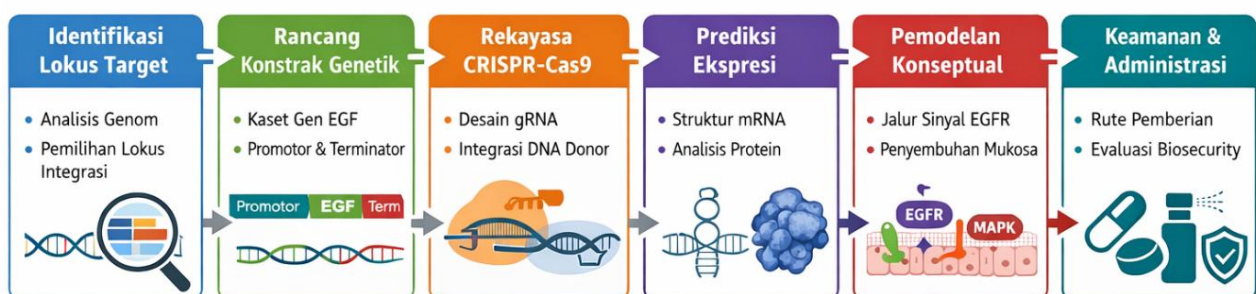 Identifikasi
Lokus Target
Analisis Genom
Pemilihan Lokus
Integrasi
Rancang
Konstrak Genetik
Kaset Gen EGF
Promotor & Terminator
Promotor
EGF
Term
Rekayasa
CRISPR-Cas9
Desain gRNA
Integrasi DNA Donor
Prediksi
Ekspresi
Struktur mRNA
Analisis Protein
Pemodelan
Konseptual
Jalur Sinyal EGFR
Penyembuhan Mukosa
EGFR
MAPK
Keamanan &
Administrasi
Rute Pemberian
Evaluasi Biosecurity